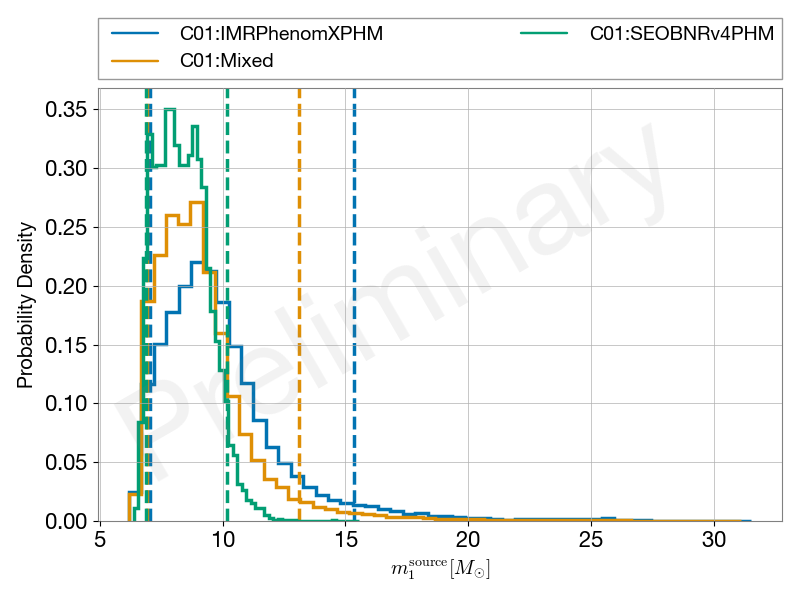 C01:IMRPhenomXPHM
C01:Mixed
C01:SEOBNRv4PHM
0.35
0.30
0.25
0.20
0.15
0.10
0.05
0.00
Probability Density
Preliminary
5 10 15 20 25 30
m₁^source [M⊙]